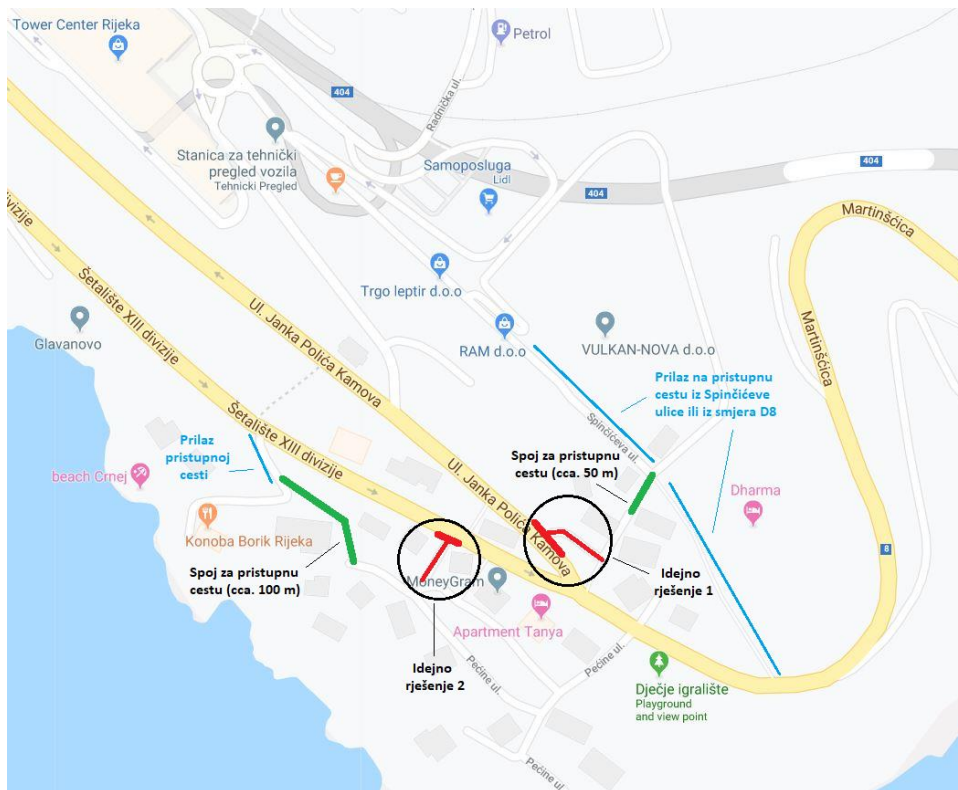 Tower Center Rijeka
Petrol
404
Radnička ul.
Stanica za tehnički
pregled vozila
Tehnicki Pregled
Samoposluga
Lidl
404
404
404
divizije
Martinšćica
Martinšćica
Šetalište XIII divizije
Ul. Janka Polića Kamova
Trgo leptir d.o.o
Glavanovo
RAM d.o.o
VULKAN-NOVA d.o.o
Martinšćica
Prilaz na pristupnu
cestu iz Spinčićeve
ulice ili iz smjera D8
Šetalište XIII divizije
Spinčićeva ul.
Prilaz
pristupnoj
cesti
Ul. Janka Polića Kamova
Spoj za pristupnu
cestu (cca. 50 m)
beach Crnej
Dharma
Konoba Borik Rijeka
8
Spoj za pristupnu
cestu (cca. 100 m)
MoneyGram
Idejno
rješenje 1
Apartment Tanya
Idejno
rješenje 2
Pećine ul.
Pećine ul.
Dječje igralište
Playground
and view point
Pećine ul.